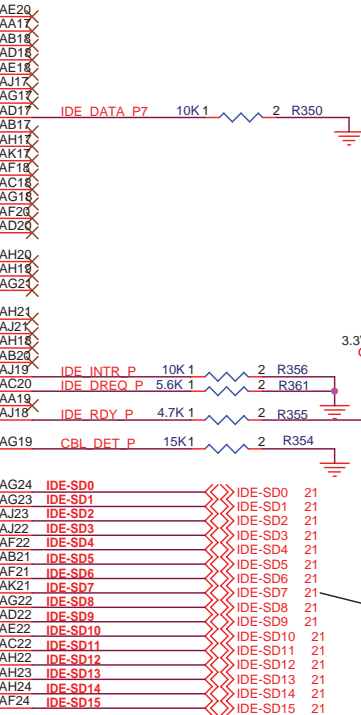 AE20
AA17
AB18
AD18
AE18
AJ17
AG17
AD17 IDE_DATA_P7 10K 1 2 R350
AB17
AH17
AK17
AF18
AC18
AG18
AF20
AD20
AH20
AH19
AG21
AH21
AJ21
AH18
AB20
AJ19 IDE_INTR_P 10K 1 2 R356
AC20 IDE_DREQ_P 5.6K 1 2 R361
AA19
AJ18 IDE_RDY_P 4.7K 1 2 R355
AG19 CBL_DET_P 15K 1 2 R354
AG24 IDE-SD0 IDE-SD0 21
AG23 IDE-SD1 IDE-SD1 21
AJ23 IDE-SD2 IDE-SD2 21
AJ22 IDE-SD3 IDE-SD3 21
AF22 IDE-SD4 IDE-SD4 21
AB21 IDE-SD5 IDE-SD5 21
AF21 IDE-SD6 IDE-SD6 21
AK21 IDE-SD7 IDE-SD7 21
AG22 IDE-SD8 IDE-SD8 21
AD22 IDE-SD9 IDE-SD9 21
AE22 IDE-SD10 IDE-SD10 21
AC22 IDE-SD11 IDE-SD11 21
AH22 IDE-SD12 IDE-SD12 21
AH23 IDE-SD13 IDE-SD13 21
AH24 IDE-SD14 IDE-SD14 21
AF24 IDE-SD15 IDE-SD15 21